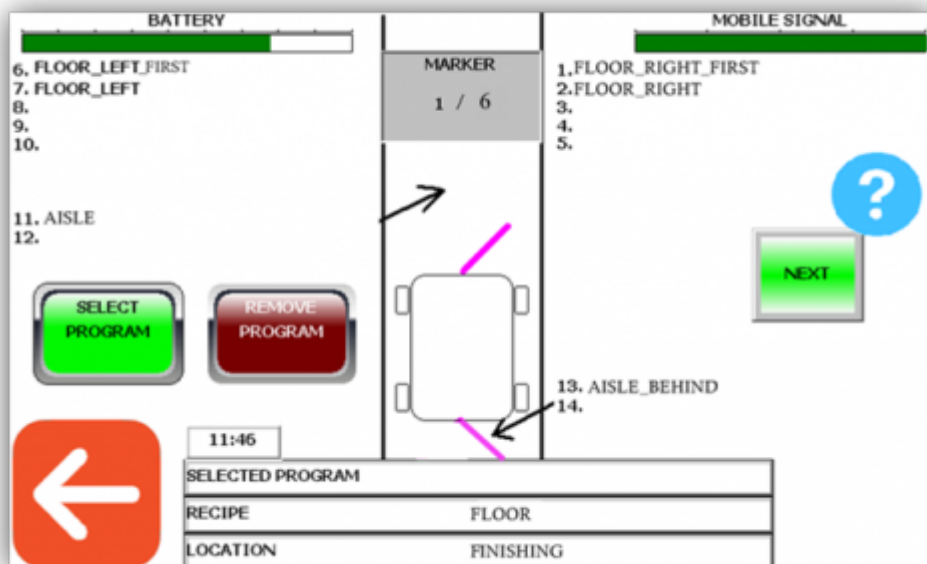 BATTERY
MOBILE SIGNAL
6. FLOOR_LEFT_FIRST
7. FLOOR_LEFT
8.
9.
10.
MARKER
1 / 6
1.FLOOR_RIGHT_FIRST
2.FLOOR_RIGHT
3.
4.
5.
?
11. AISLE
12.
NEXT
SELECT
PROGRAM
REMOVE
PROGRAM
13. AISLE_BEHIND
14.
11:46
SELECTED PROGRAM
RECIPE FLOOR
LOCATION FINISHING